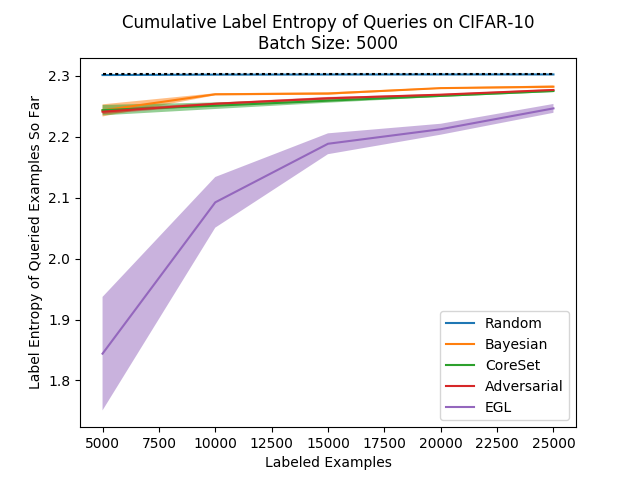 Cumulative Label Entropy of Queries on CIFAR-10
Batch Size: 5000
Label Entropy of Queried Examples So Far
2.3
2.2
2.1
2.0
1.9
1.8
Random
Bayesian
CoreSet
Adversarial
EGL
5000 7500 10000 12500 15000 17500 20000 22500 25000
Labeled Examples